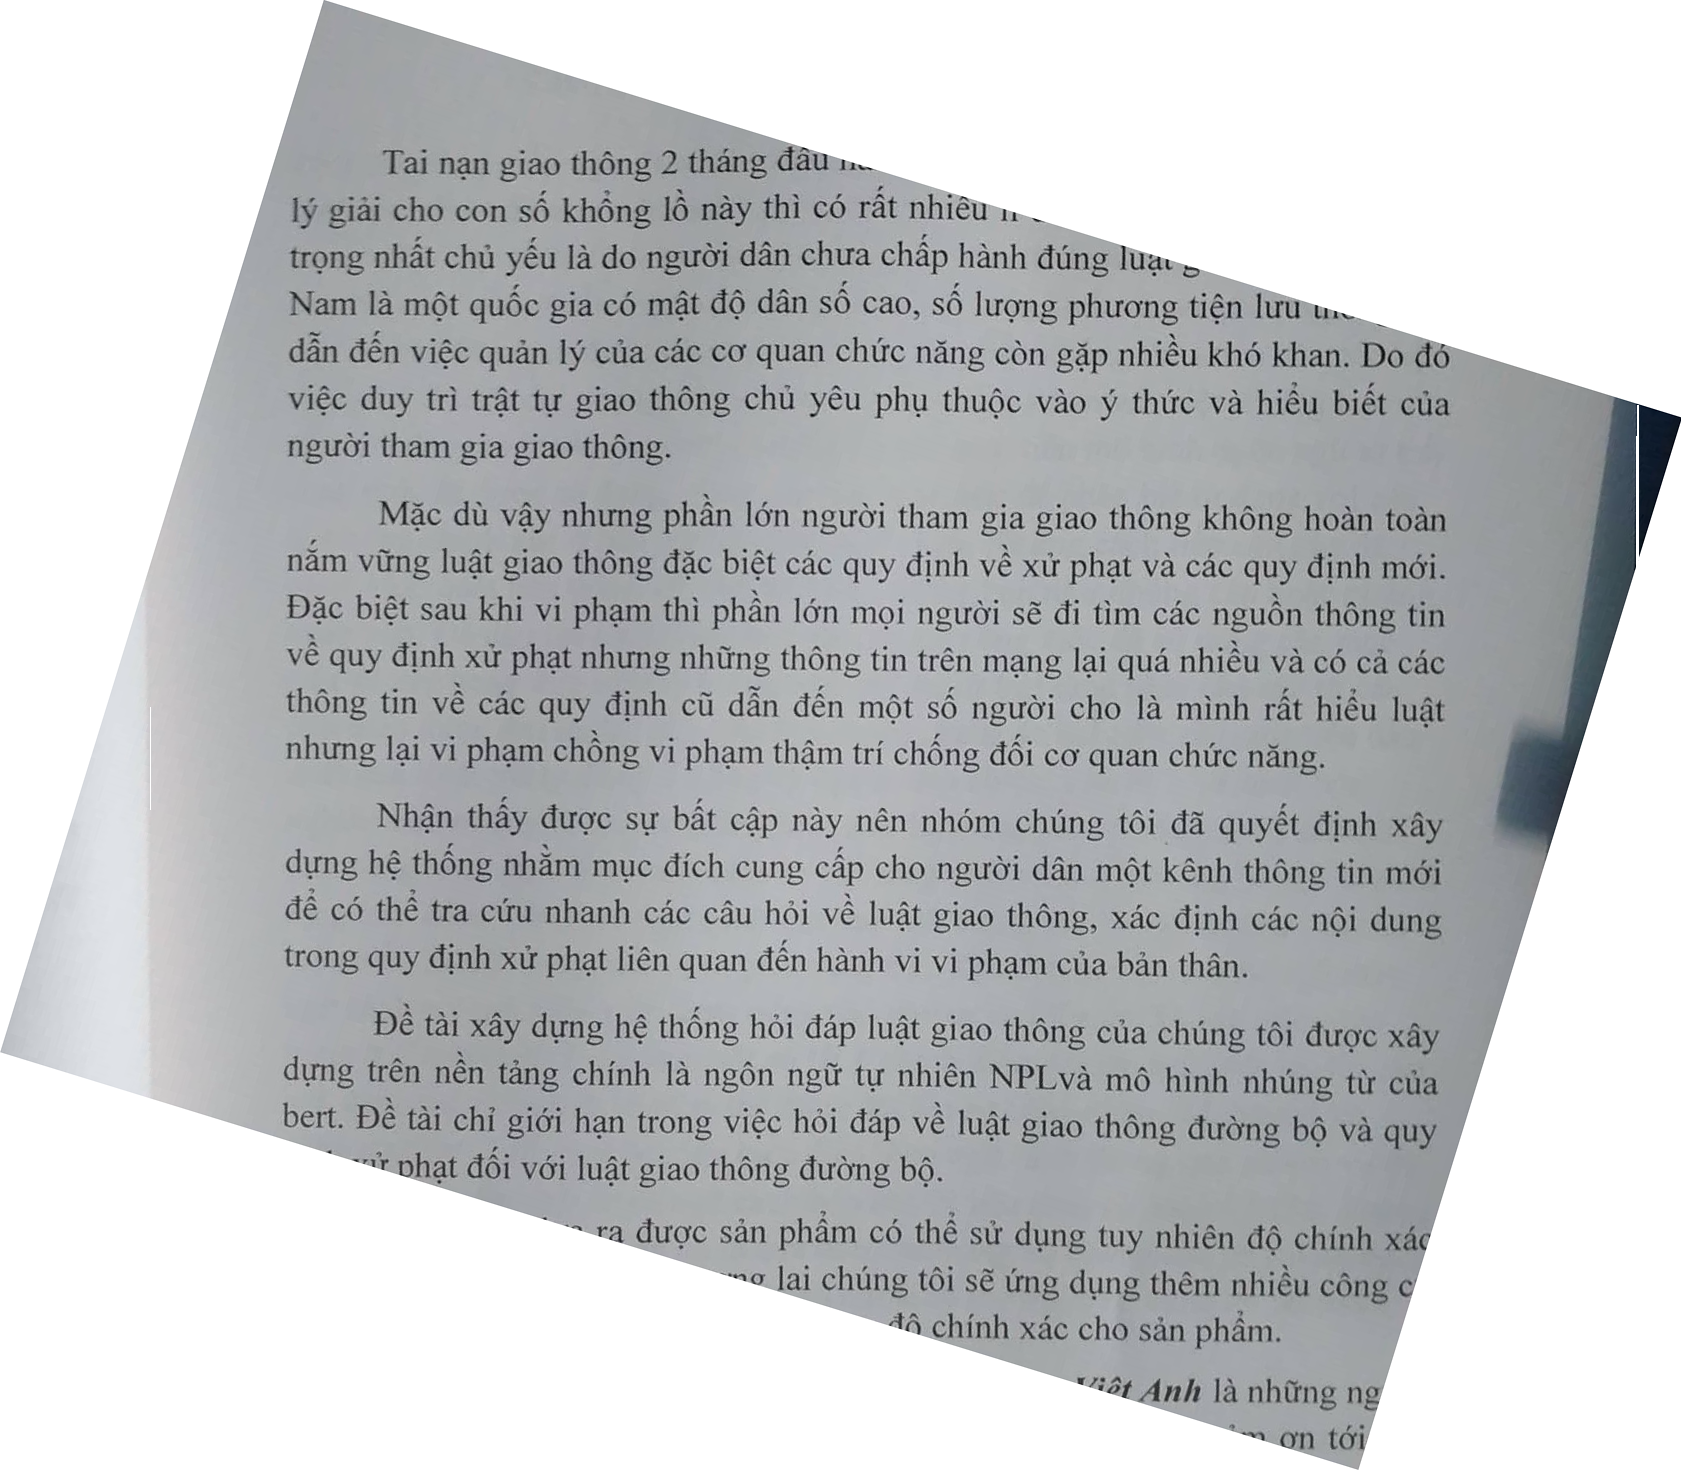 Tai nạn giao thông 2 tháng đầu
lý giải cho con số khổng lồ này thì có rất nhiều
trọng nhất chủ yếu là do người dân chưa chấp hành đúng luật
Nam là một quốc gia có mật độ dân số cao, số lượng phương tiện lưu
dẫn đến việc quản lý của các cơ quan chức năng còn gặp nhiều khó khan. Do đó
việc duy trì trật tự giao thông chủ yêu phụ thuộc vào ý thức và hiểu biết của
người tham gia giao thông.
Mặc dù vậy nhưng phần lớn người tham gia giao thông không hoàn toàn
nắm vững luật giao thông đặc biệt các quy định về xử phạt và các quy định mới.
Đặc biệt sau khi vi phạm thì phần lớn mọi người sẽ đi tìm các nguồn thông tin
về quy định xử phạt nhưng những thông tin trên mạng lại quá nhiều và có cả các
thông tin về các quy định cũ dẫn đến một số người cho là mình rất hiểu luật
nhưng lại vi phạm chồng vi phạm thậm trí chống đối cơ quan chức năng.
Nhận thấy được sự bất cập này nên nhóm chúng tôi đã quyết định xây
dựng hệ thống nhằm mục đích cung cấp cho người dân một kênh thông tin mới
để có thể tra cứu nhanh các câu hỏi về luật giao thông, xác định các nội dung
trong quy định xử phạt liên quan đến hành vi vi phạm của bản thân.
Đề tài xây dựng hệ thống hỏi đáp luật giao thông của chúng tôi được xây
dựng trên nền tảng chính là ngôn ngữ tự nhiên NPLvà mô hình nhúng từ của
bert. Đề tài chỉ giới hạn trong việc hỏi đáp về luật giao thông đường bộ và quy
xử phạt đối với luật giao thông đường bộ.
ra được sản phẩm có thể sử dụng tuy nhiên độ chính xác
lai chúng tôi sẽ ứng dụng thêm nhiều công
độ chính xác cho sản phẩm.
Việt Anh là những
ơn tới